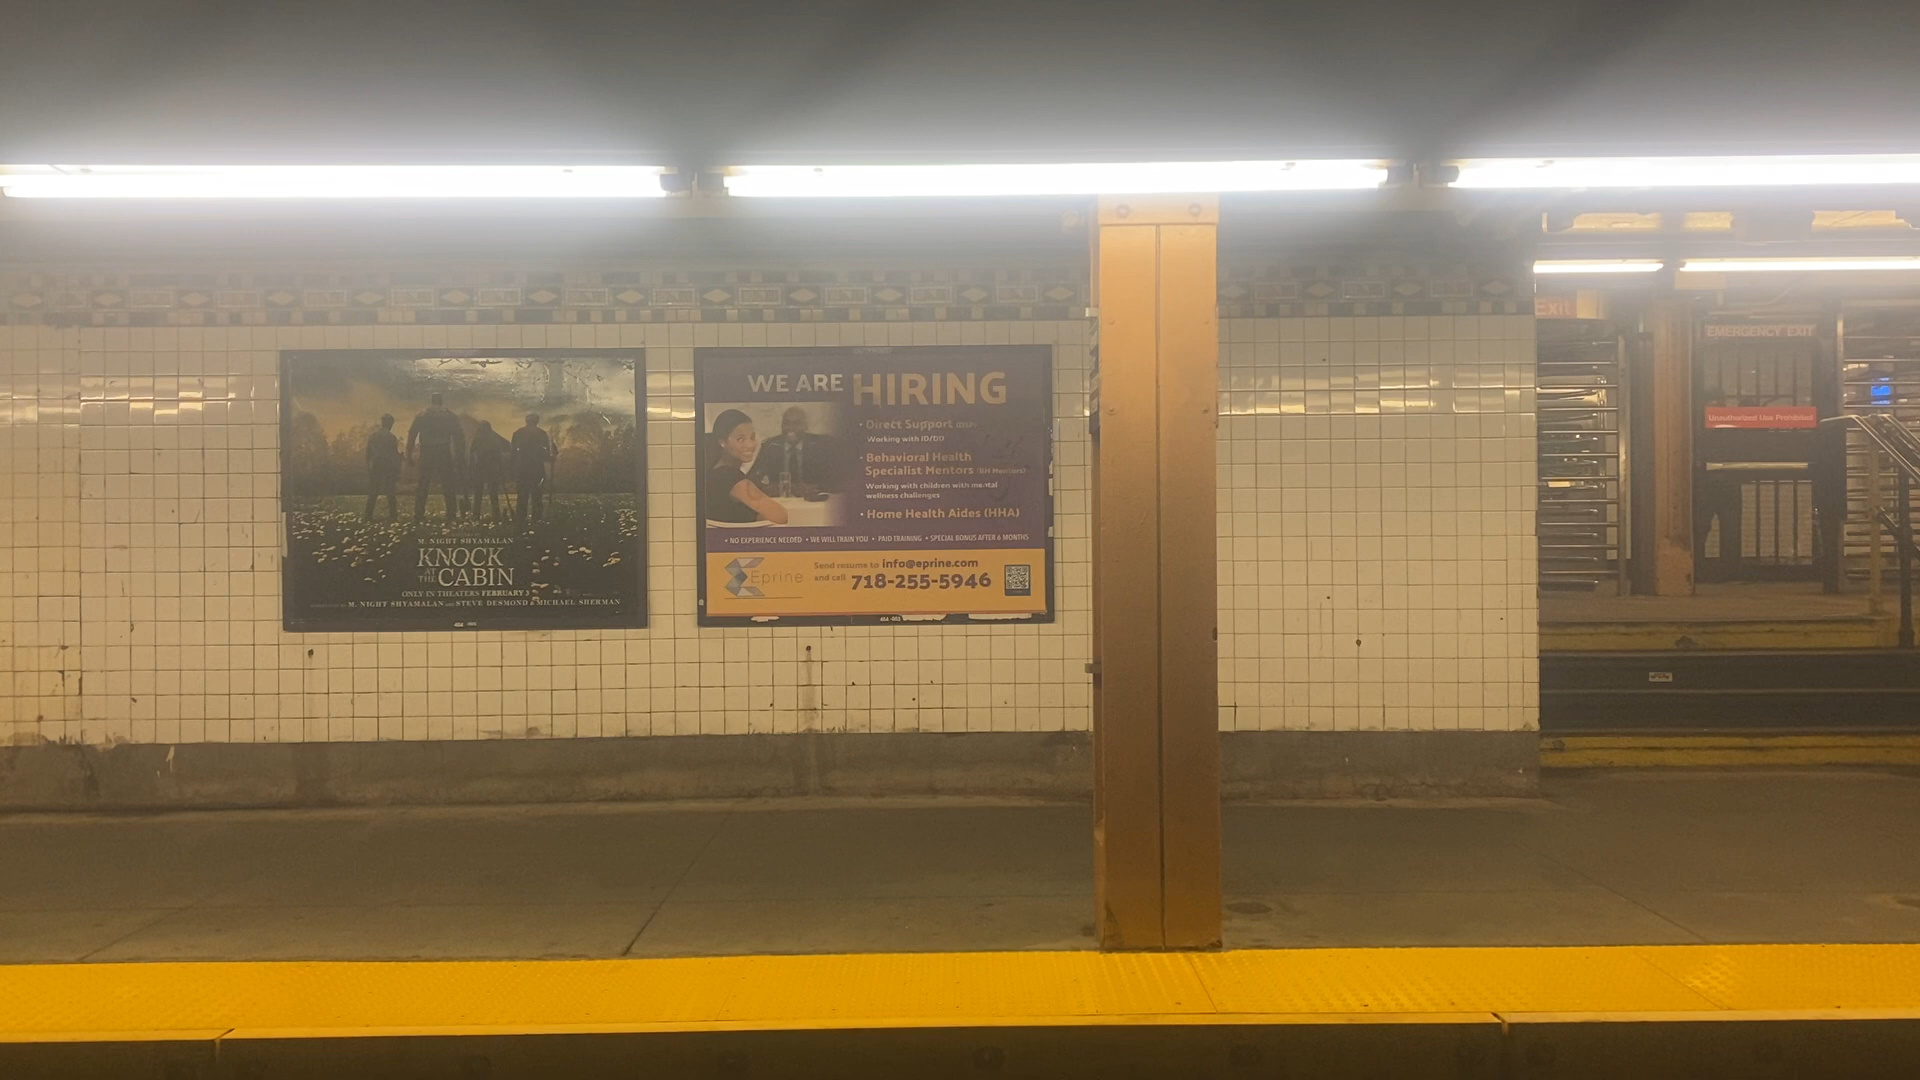 M. NIGHT SHYAMALAN
KNOCK
AT THE CABIN
ONLY IN THEATERS FEBRUARY 3
M. NIGHT SHYAMALAN AND STEVE DESMOND & MICHAEL SHERMAN
WE ARE HIRING
• Direct Support
Working with ID/DD
• Behavioral Health
Specialist Mentors (BH Mentors)
Working with children with mental
wellness challenges
• Home Health Aides (HHA)
• NO EXPERIENCE NEEDED • WE WILL TRAIN YOU • PAID TRAINING • SPECIAL BONUS AFTER 6 MONTHS
Eprine
Send resume to info@eprine.com
and call 718-255-5946
Exit
EMERGENCY EXIT
Unauthorized Use Prohibited